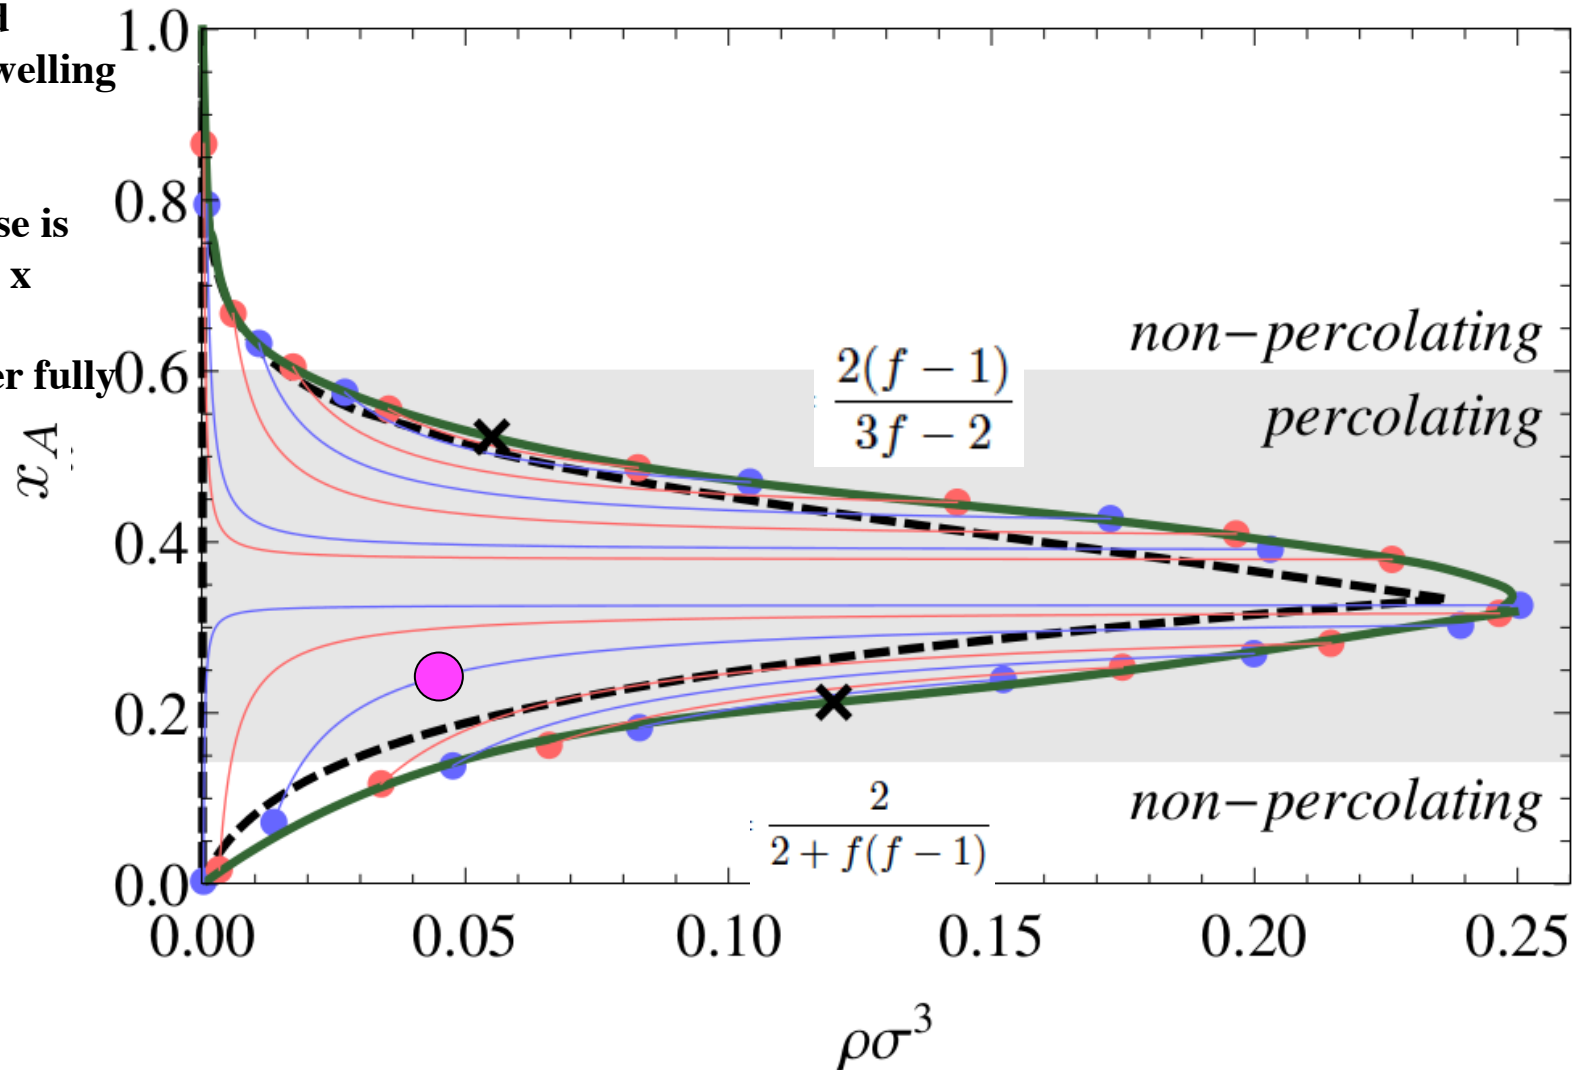 1.0
welling
0.8
se is
x
non−percolating
er fully
0.6
2(f − 1)
3f − 2
percolating
x_A
0.4
0.2
2
2 + f(f − 1)
non−percolating
0.0
0.00 0.05 0.10 0.15 0.20 0.25
ρσ³